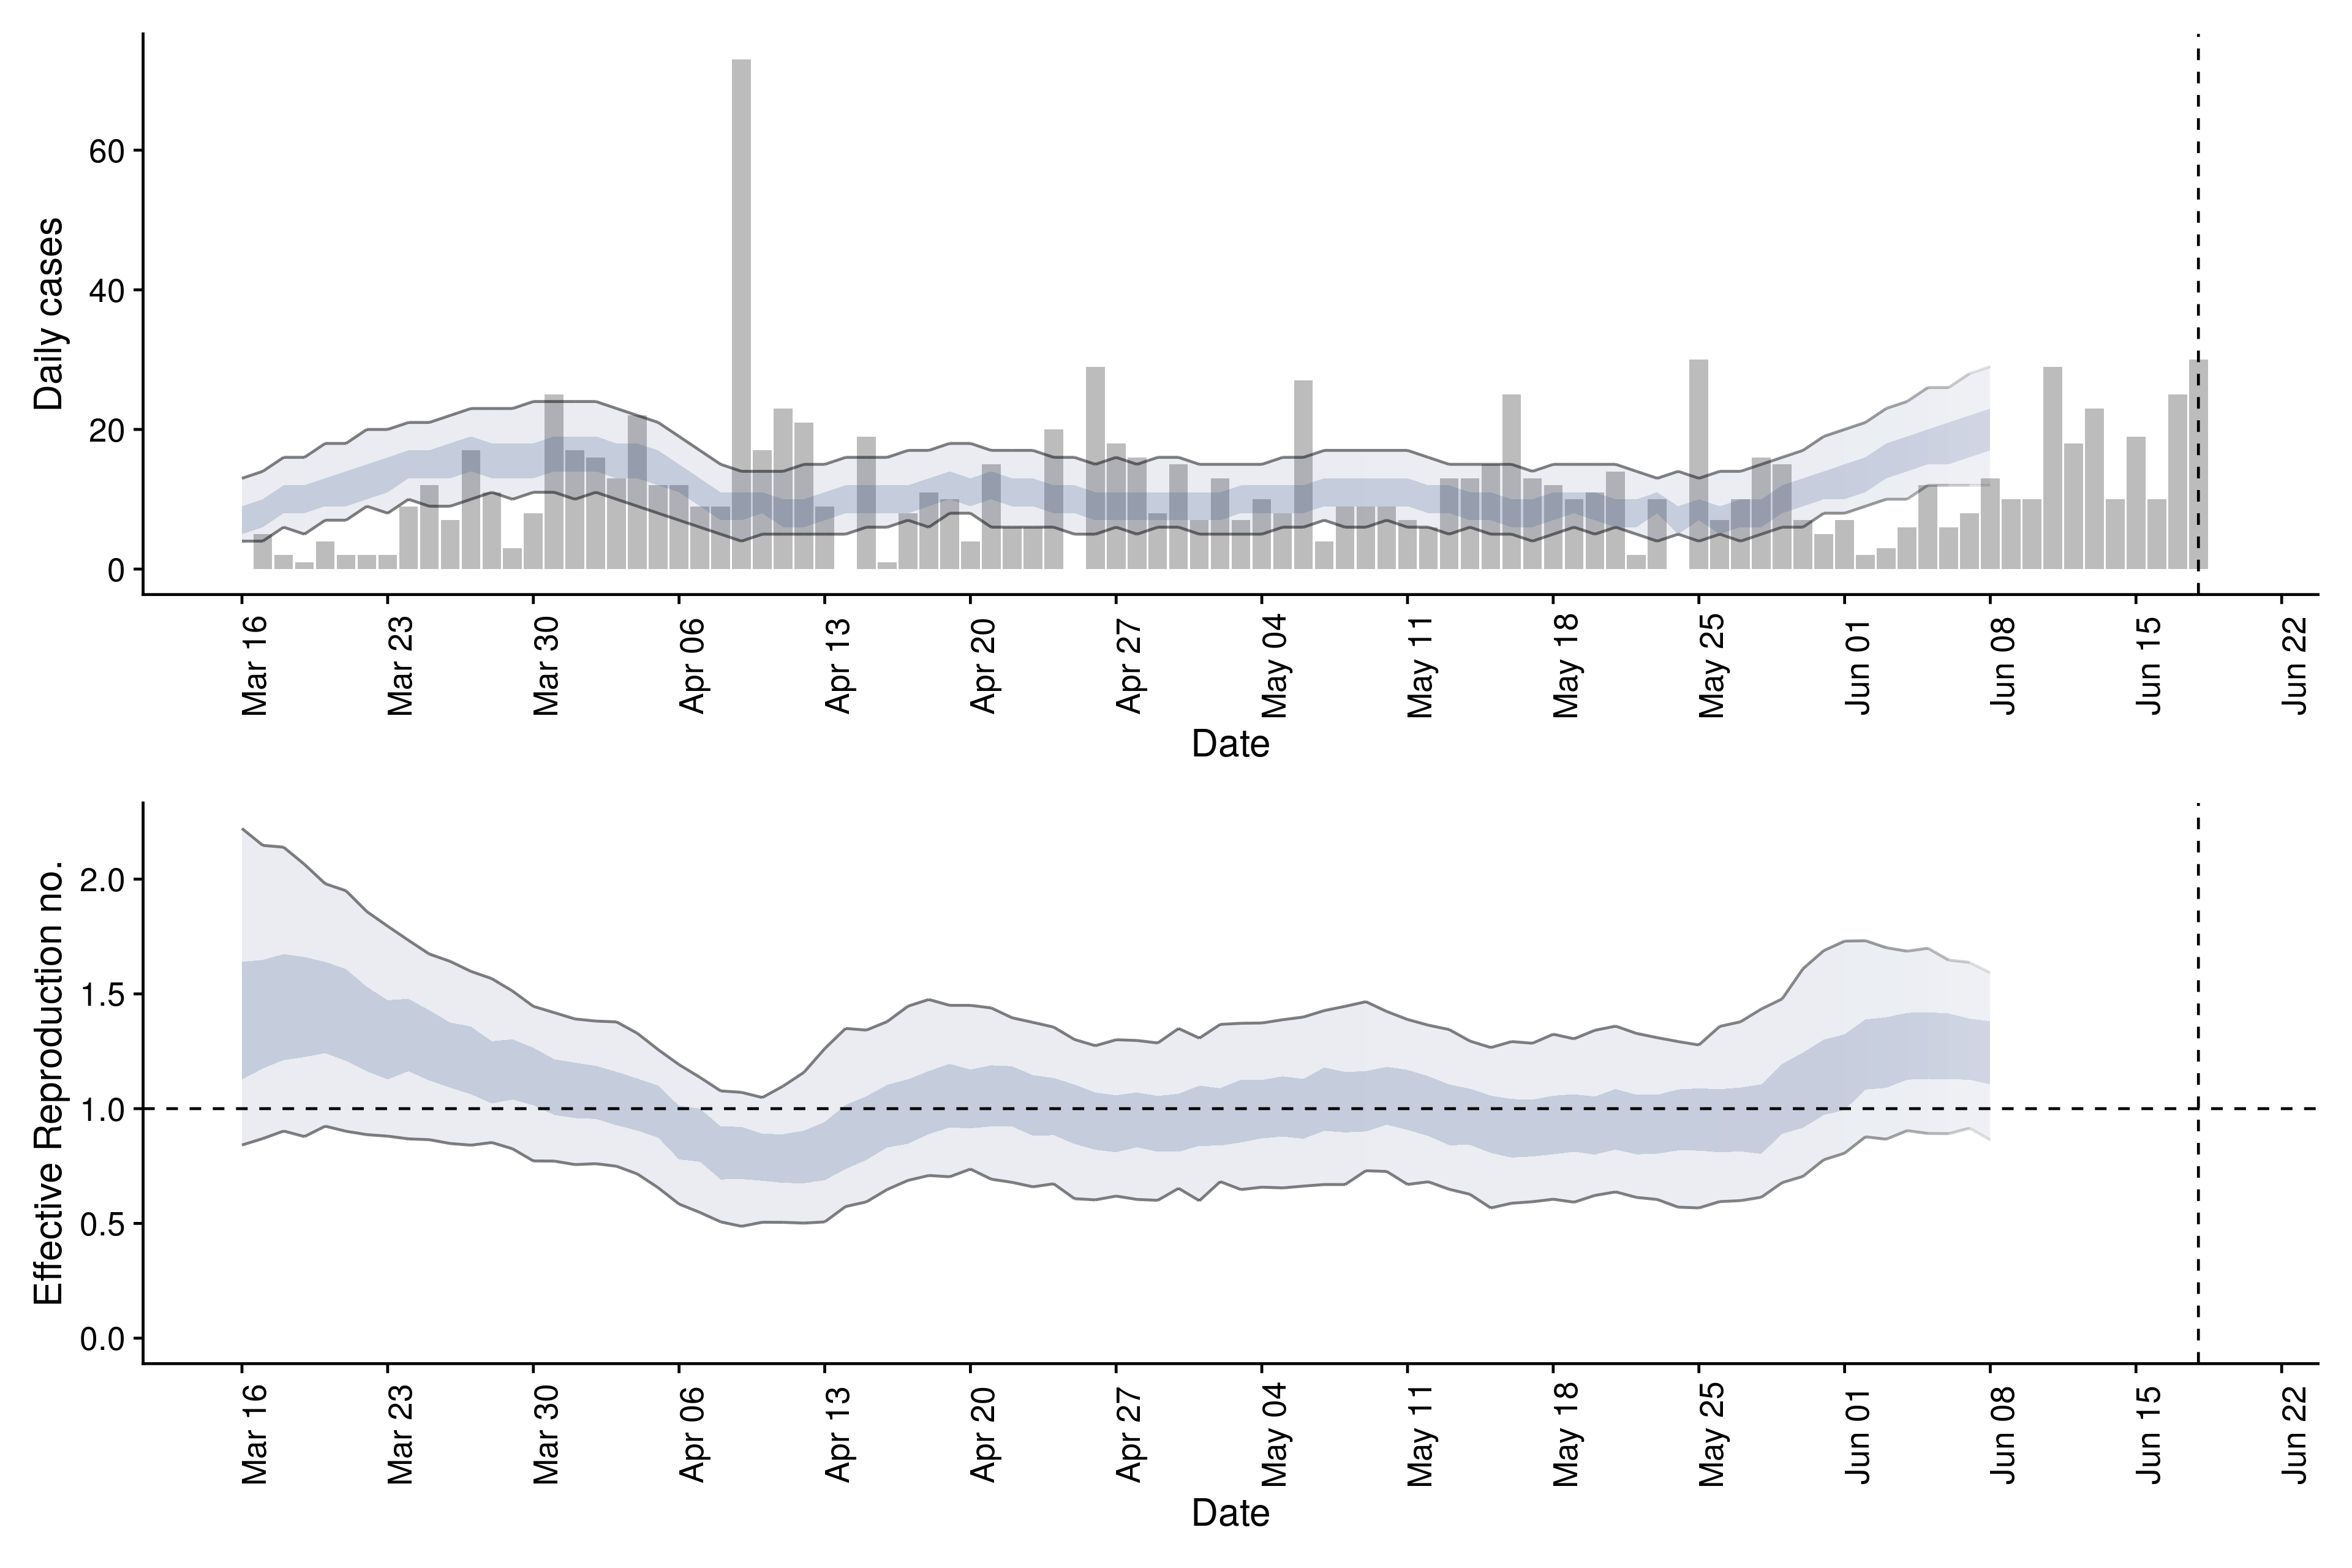 Daily cases
60
40
20
0
Mar 16
Mar 23
Mar 30
Apr 06
Apr 13
Apr 20
Apr 27
May 04
May 11
May 18
May 25
Jun 01
Jun 08
Jun 15
Jun 22
Date
Effective Reproduction no.
2.0
1.5
1.0
0.5
0.0
Mar 16
Mar 23
Mar 30
Apr 06
Apr 13
Apr 20
Apr 27
May 04
May 11
May 18
May 25
Jun 01
Jun 08
Jun 15
Jun 22
Date